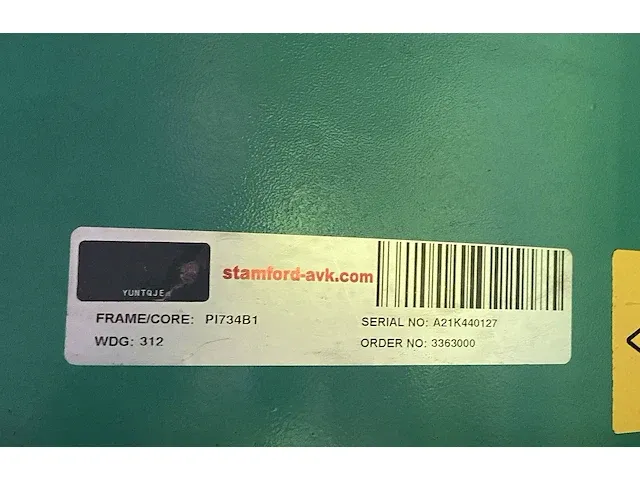 stamford-avk.com
YUNTQJE
FRAME/CORE: PI734B1
SERIAL NO: A21K440127
WDG: 312
ORDER NO: 3363000